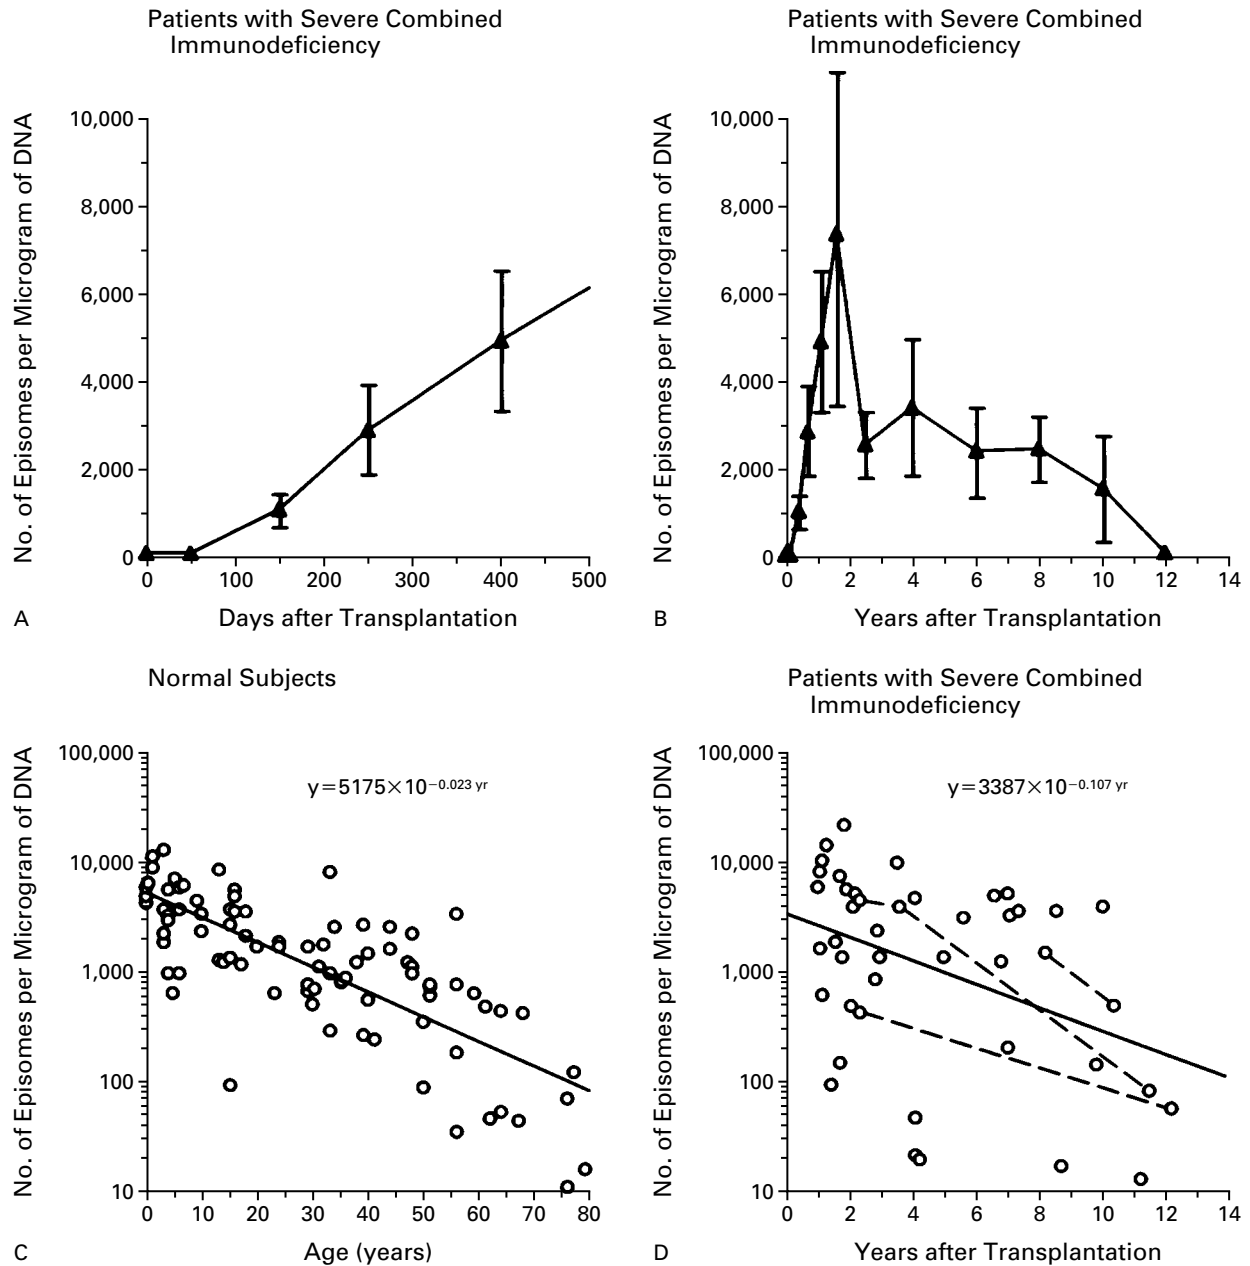 Patients with Severe Combined
Immunodeficiency
No. of Episomes per Microgram of DNA
10,000
8,000
6,000
4,000
2,000
0
0 100 200 300 400 500
A
Days after Transplantation
Patients with Severe Combined
Immunodeficiency
No. of Episomes per Microgram of DNA
10,000
8,000
6,000
4,000
2,000
0
0 2 4 6 8 10 12 14
B
Years after Transplantation
Normal Subjects
No. of Episomes per Microgram of DNA
100,000
10,000
1,000
100
10
y=5175×10−0.023 yr
0 10 20 30 40 50 60 70 80
C
Age (years)
Patients with Severe Combined
Immunodeficiency
No. of Episomes per Microgram of DNA
100,000
10,000
1,000
100
10
y=3387×10−0.107 yr
0 2 4 6 8 10 12 14
D
Years after Transplantation